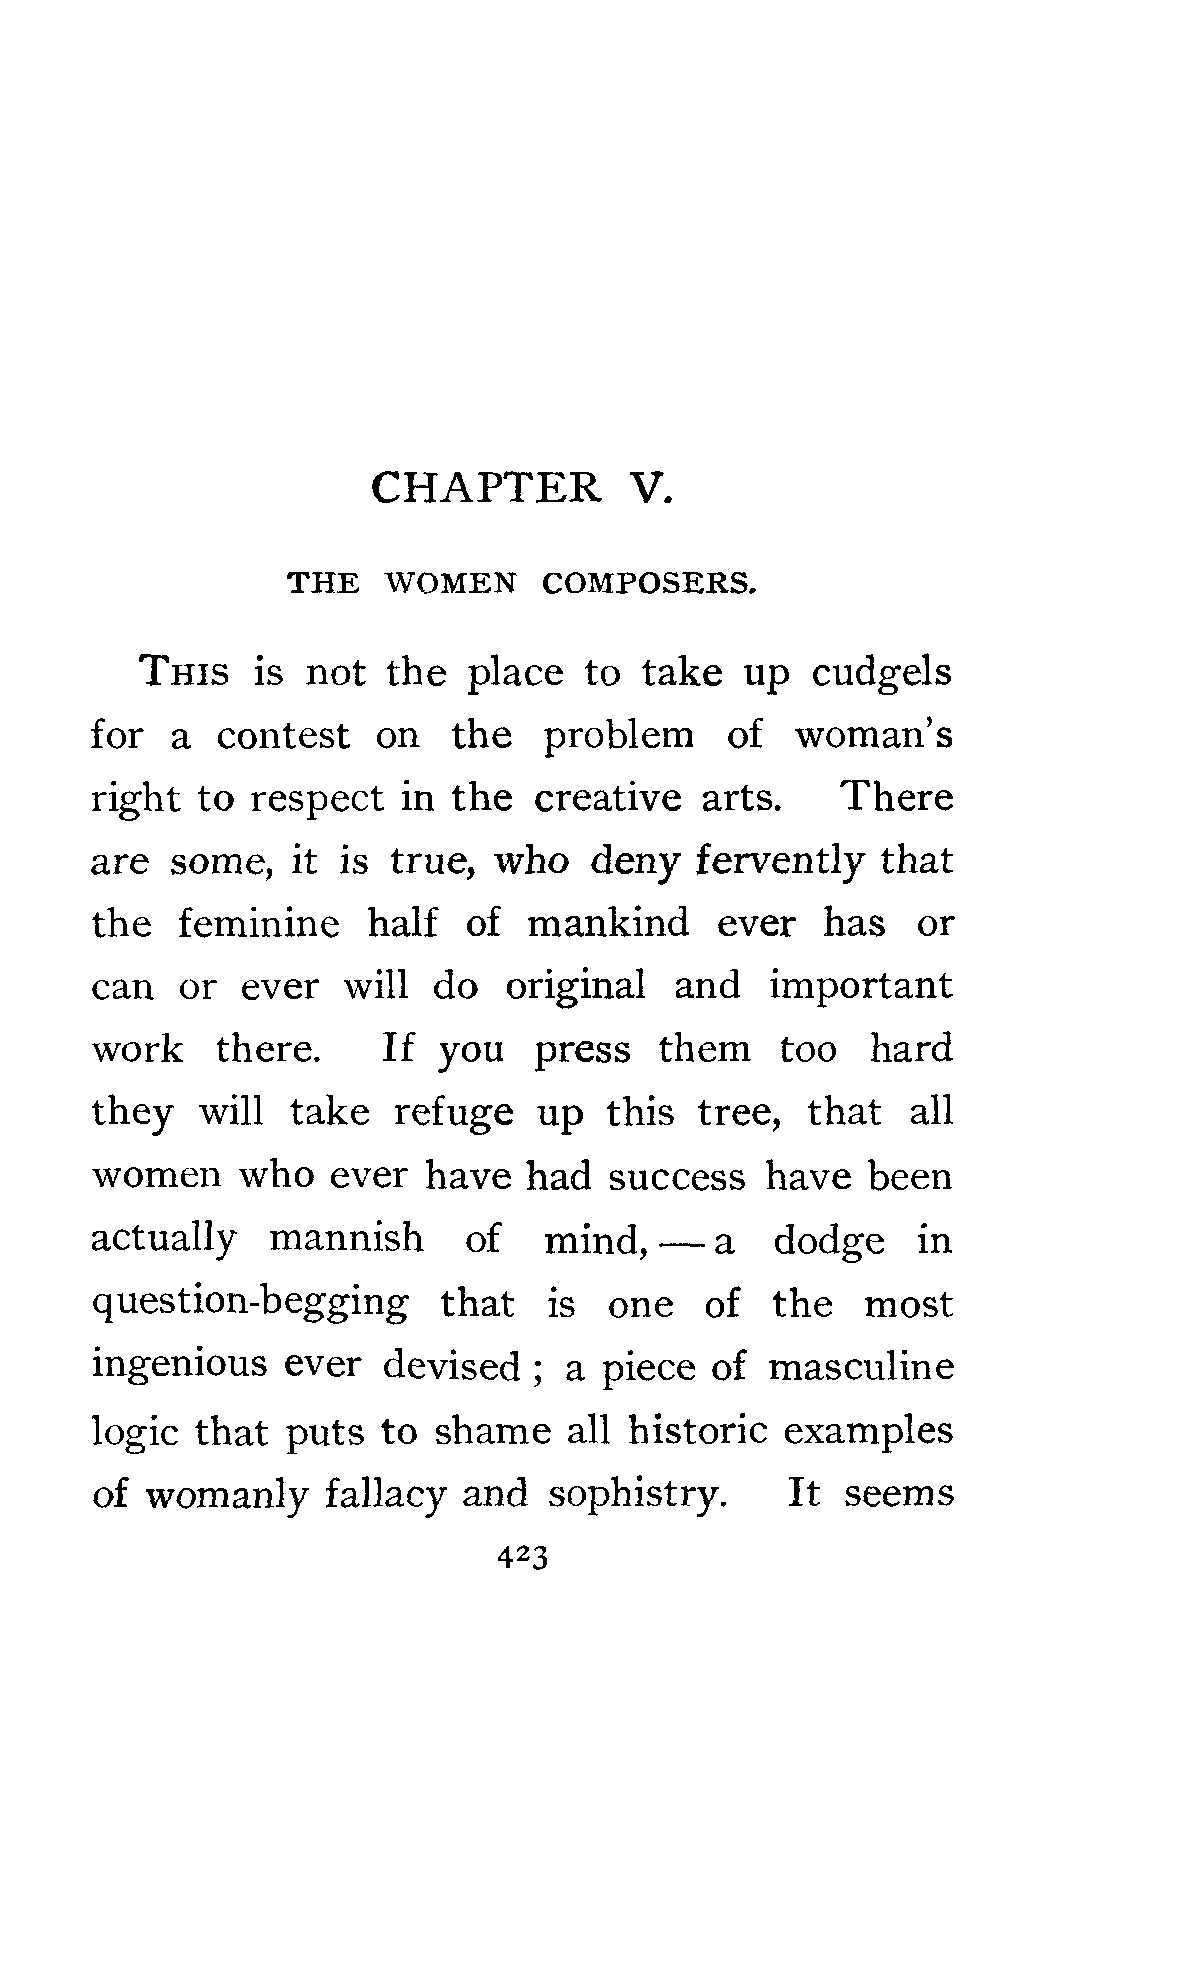 CHAPTER V.
THE WOMEN COMPOSERS.
THIS is not the place to take up cudgels
for a contest on the problem of woman's
right to respect in the creative arts. There
are some, it is true, who deny fervently that
the feminine half of mankind ever has or
can or ever will do original and important
work there. If you press them too hard
they will take refuge up this tree, that all
women who ever have had success have been
actually mannish of mind, — a dodge in
question-begging that is one of the most
ingenious ever devised ; a piece of masculine
logic that puts to shame all historic examples
of womanly fallacy and sophistry. It seems
423